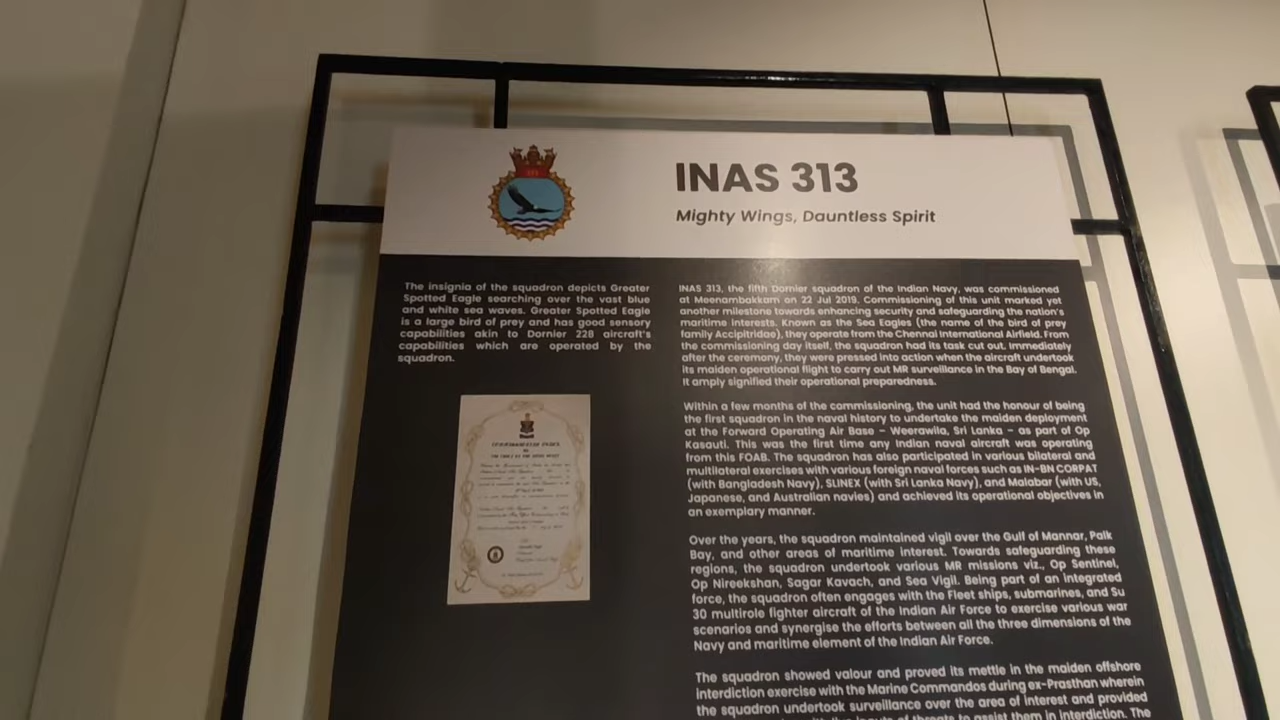 INAS 313
Mighty Wings, Dauntless Spirit
The insignia of the squadron depicts Greater
Spotted Eagle searching over the vast blue
and white sea waves. Greater Spotted Eagle
is a large bird of prey and has good sensory
capabilities akin to Dornier 228 aircraft's
capabilities which are operated by the
squadron.
INAS 313, the fifth Dornier squadron of the Indian Navy, was commissioned
at Meenambakkam on 22 Jul 2019. Commissioning of this unit marked yet
another milestone towards enhancing security and safeguarding the nation's
maritime interests. Known as the Sea Eagles (the name of the bird of prey
family Accipitridae), they operate from the Chennai International Airfield. From
the commissioning day itself, the squadron had its task cut out. Immediately
after the ceremony, they were pressed into action when the aircraft undertook
its maiden operational flight to carry out MR surveillance in the Bay of Bengal.
It amply signified their operational preparedness.
Within a few months of the commissioning, the unit had the honour of being
the first squadron in the naval history to undertake the maiden deployment
at the Forward Operating Air Base – Weerawila, Sri Lanka – as part of Op
Kasauti. This was the first time any Indian naval aircraft was operating
from this FOAB. The squadron has also participated in various bilateral and
multilateral exercises with various foreign naval forces such as IN-BN CORPAT
(with Bangladesh Navy), SLINEX (with Sri Lanka Navy), and Malabar (with US,
Japanese, and Australian navies) and achieved its operational objectives in
an exemplary manner.
Over the years, the squadron maintained vigil over the Gulf of Mannar, Palk
Bay, and other areas of maritime interest. Towards safeguarding these
regions, the squadron undertook various MR missions viz., Op Sentinel,
Op Nireekshan, Sagar Kavach, and Sea Vigil. Being part of an integrated
force, the squadron often engages with the Fleet ships, submarines, and Su
30 multirole fighter aircraft of the Indian Air Force to exercise various war
scenarios and synergise the efforts between all the three dimensions of the
Navy and maritime element of the Indian Air Force.
The squadron showed valour and proved its mettle in the maiden offshore
interdiction exercise with the Marine Commandos during ex-Prasthan wherein
the squadron undertook surveillance over the area of interest and provided
of threats to assist them in interdiction. The